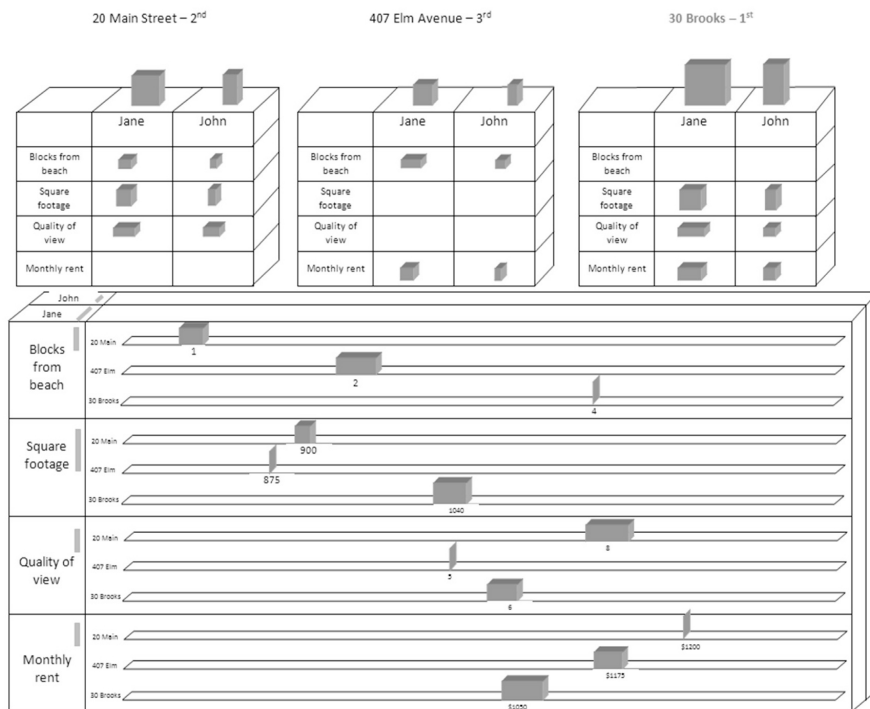 20 Main Street – 2nd
407 Elm Avenue – 3rd
30 Brooks – 1st
Jane John
Blocks from
beach
Square
footage
Quality of
view
Monthly rent
Jane John
Blocks from
beach
Square
footage
Quality of
view
Monthly rent
Jane John
Blocks from
beach
Square
footage
Quality of
view
Monthly rent
John
Jane
Blocks
from
beach
20 Main
1
407 Elm
2
30 Brooks
4
Square
footage
20 Main
900
407 Elm
875
30 Brooks
1040
Quality of
view
20 Main
8
407 Elm
5
30 Brooks
6
Monthly
rent
20 Main
$1200
407 Elm
$1175
30 Brooks
$1050